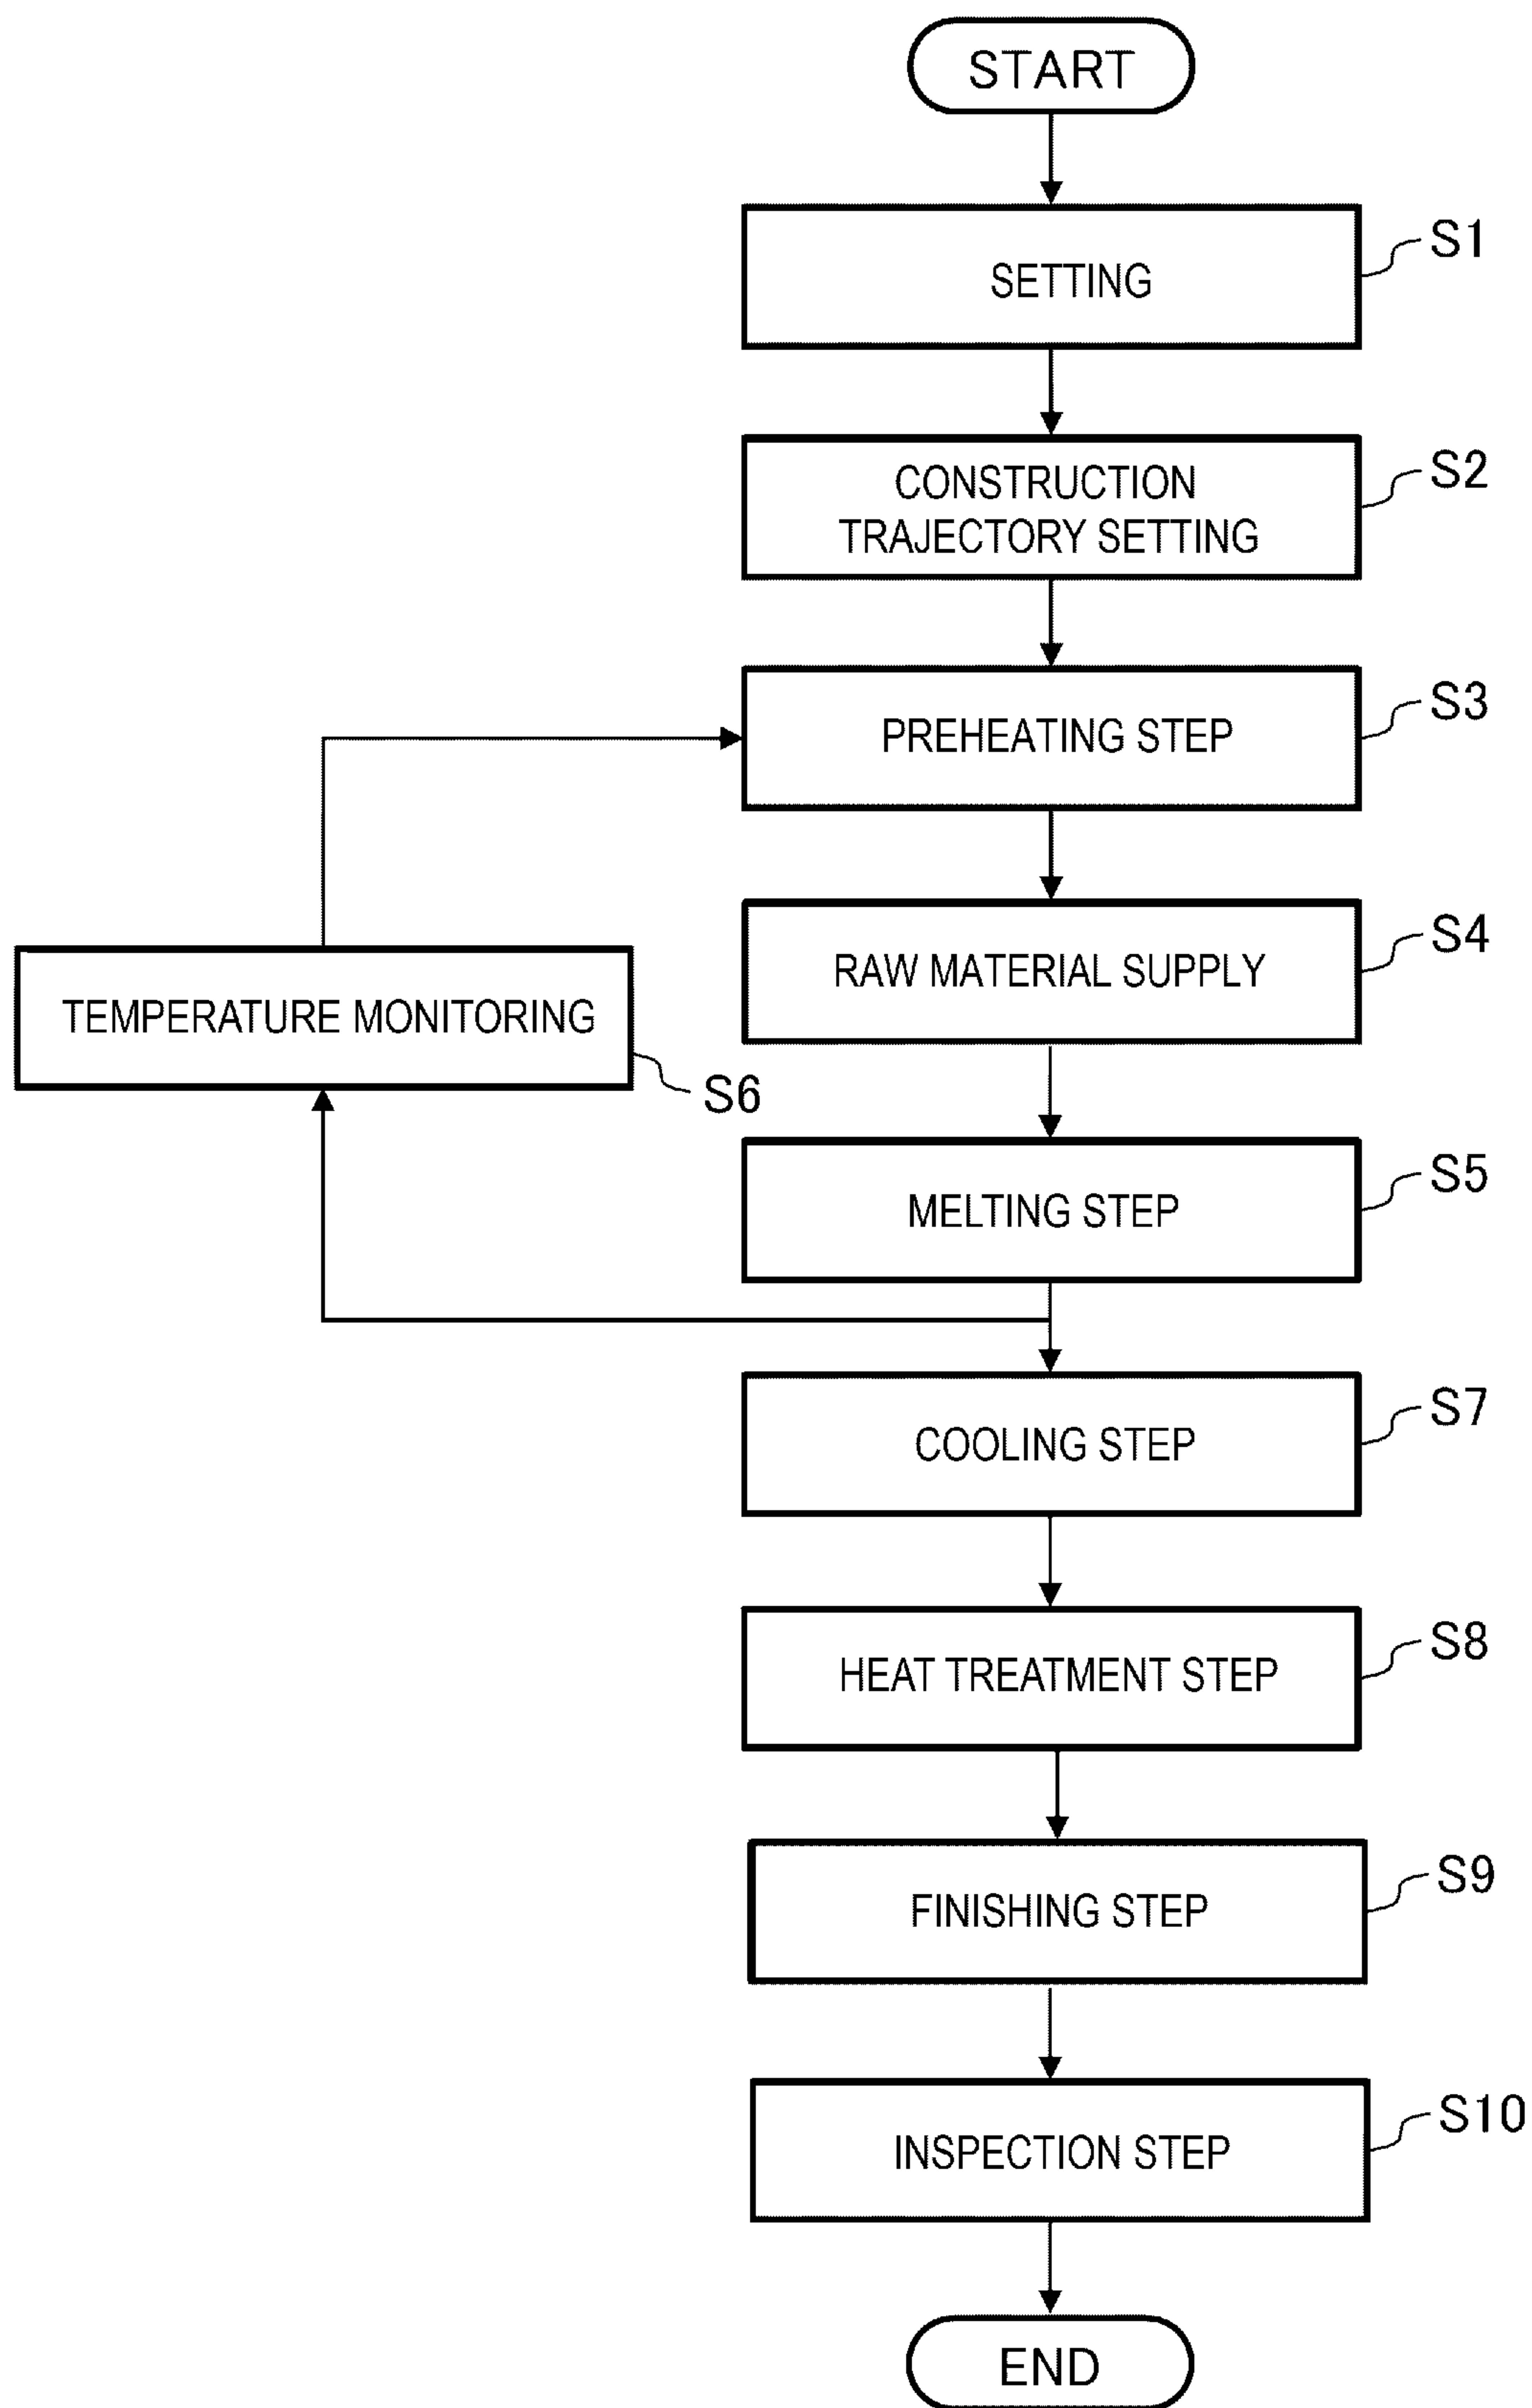 START
SETTING
S1
CONSTRUCTION
TRAJECTORY SETTING
S2
PREHEATING STEP
S3
RAW MATERIAL SUPPLY
S4
TEMPERATURE MONITORING
S6
MELTING STEP
S5
COOLING STEP
S7
HEAT TREATMENT STEP
S8
FINISHING STEP
S9
INSPECTION STEP
S10
END